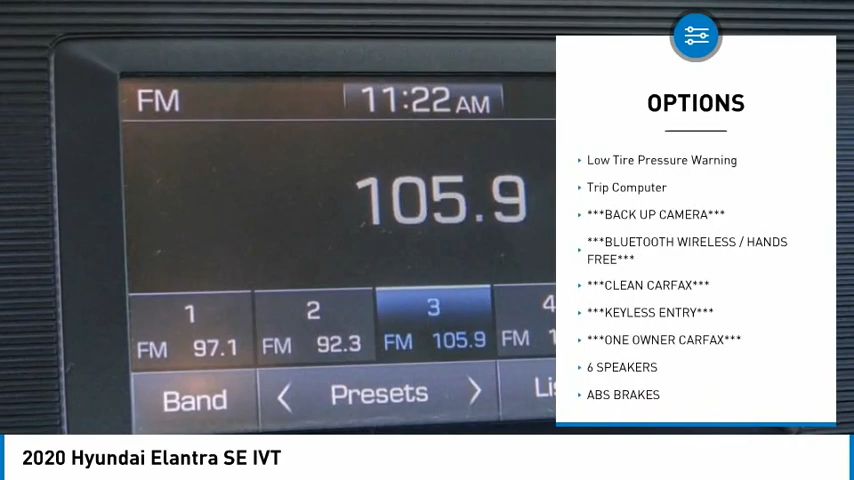 FM
11:22 AM
105.9
1
2
3
4
FM 97.1
FM 92.3
FM 105.9
FM
Band
Presets
OPTIONS
Low Tire Pressure Warning
Trip Computer
***BACK UP CAMERA***
***BLUETOOTH WIRELESS / HANDS
FREE***
***CLEAN CARFAX***
***KEYLESS ENTRY***
***ONE OWNER CARFAX***
6 SPEAKERS
ABS BRAKES
2020 Hyundai Elantra SE IVT